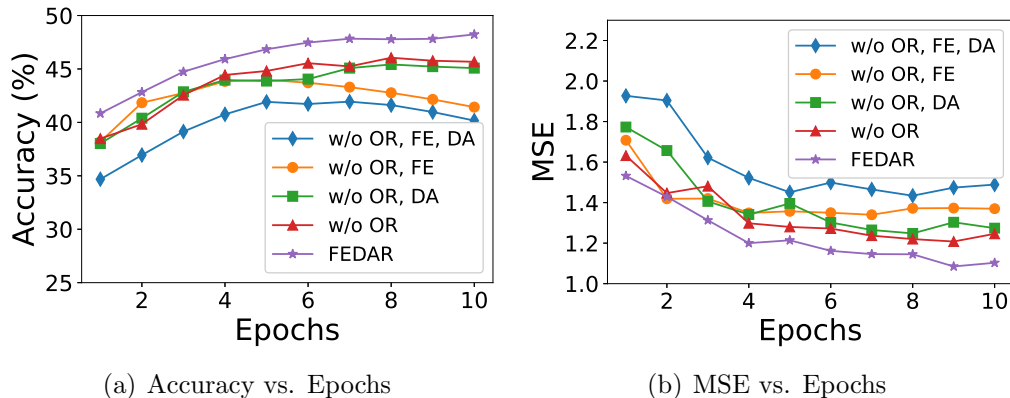 50
45
40
35
30
25
Accuracy (%)
2
4
6
8
10
Epochs
w/o OR, FE, DA
w/o OR, FE
w/o OR, DA
w/o OR
FEDAR
(a) Accuracy vs. Epochs
2.2
2.0
1.8
1.6
1.4
1.2
1.0
MSE
2
4
6
8
10
Epochs
w/o OR, FE, DA
w/o OR, FE
w/o OR, DA
w/o OR
FEDAR
(b) MSE vs. Epochs